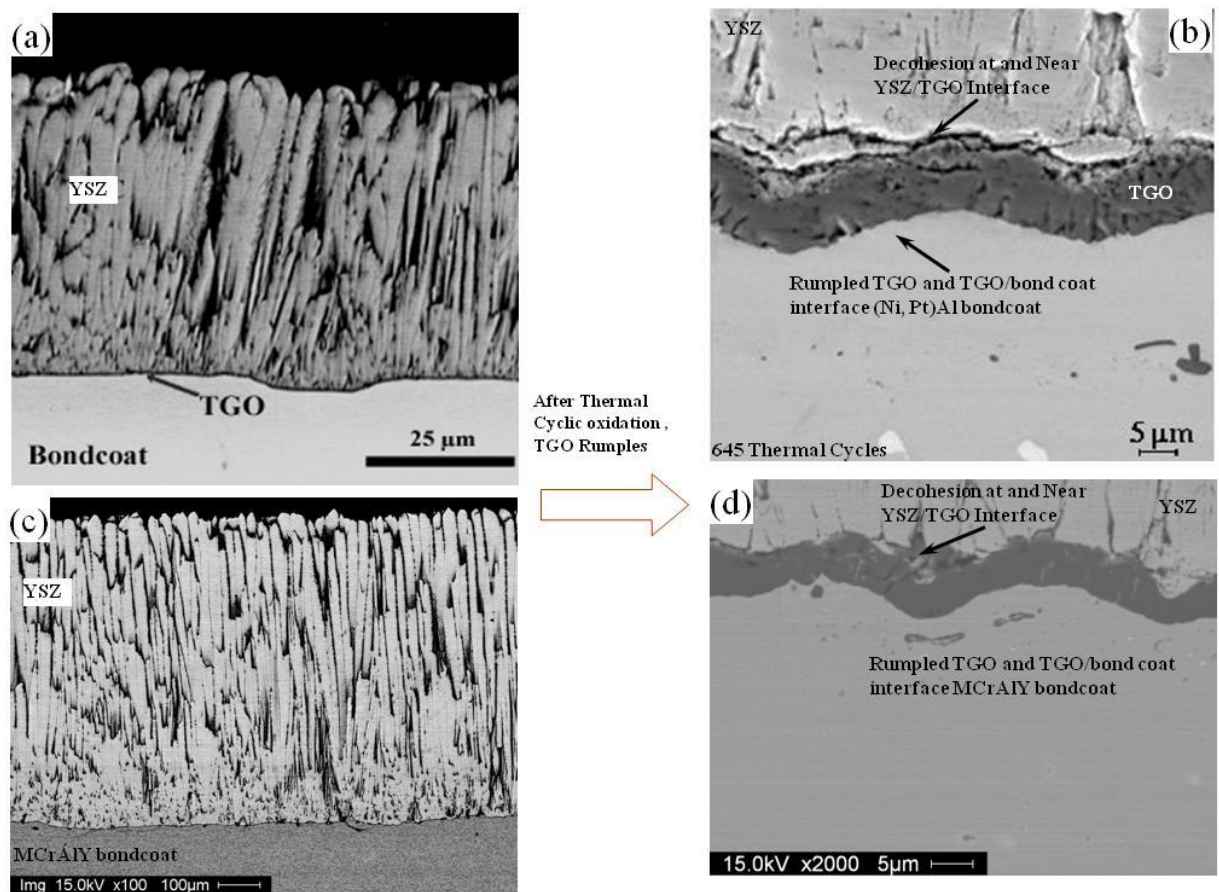 (a)
YSZ
TGO
25 µm
Bondcoat
(b)
YSZ
Decohesion at and Near
YSZ/TGO Interface
TGO
Rumpled TGO and TGO/bond coat
interface (Ni, Pt)Al bondcoat
5 µm
645 Thermal Cycles
After Thermal
Cyclic oxidation ,
TGO Rumples
(c)
YSZ
MCrAlY bondcoat
Img 15.0kV x100 100µm
(d)
Decohesion at and Near
YSZ/TGO Interface
YSZ
Rumpled TGO and TGO/bond coat
interface MCrAlY bondcoat
15.0kV x2000 5µm